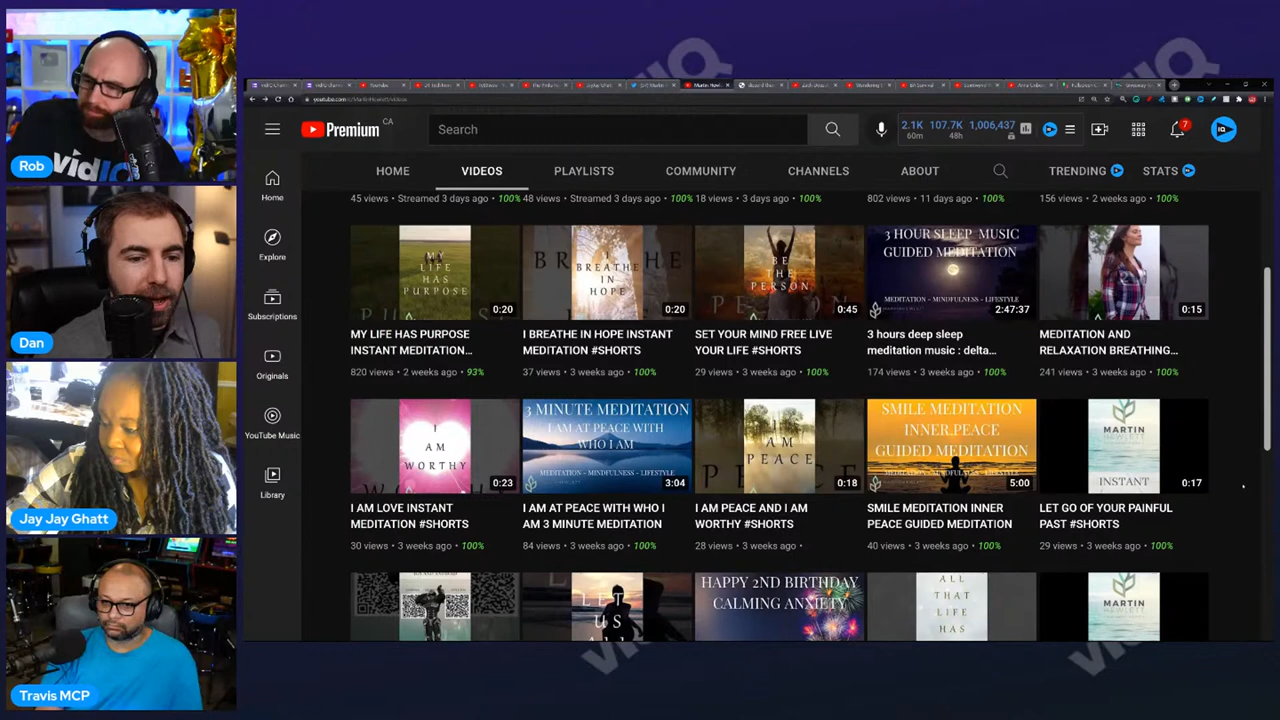 Rob
vidIQ
Dan
Jay Jay Ghatt
Travis MCP
vidIQ
Premium
CA
Search
2.1K 107.7K 1,006,437
60m 48h
7
HOME VIDEOS PLAYLISTS COMMUNITY CHANNELS ABOUT TRENDING STATS
Home
Explore
Subscriptions
Originals
YouTube Music
Library
45 views • Streamed 3 days ago • 100%
48 views • Streamed 3 days ago • 100%
18 views • 3 days ago • 100%
802 views • 11 days ago • 100%
156 views • 2 weeks ago • 100%
MY
LIFE
HAS
PURPOSE
0:20
I
BREATHE
IN
HOPE
0:20
BE
THE
PERSON
0:45
3 HOUR SLEEP MUSIC
GUIDED MEDITATION
MEDITATION ~ MINDFULNESS ~ LIFESTYLE
2:47:37
0:15
MY LIFE HAS PURPOSE
INSTANT MEDITATION...
820 views • 2 weeks ago • 93%
I BREATHE IN HOPE INSTANT
MEDITATION #SHORTS
37 views • 3 weeks ago • 100%
SET YOUR MIND FREE LIVE
YOUR LIFE #SHORTS
29 views • 3 weeks ago • 100%
3 hours deep sleep
meditation music : delta...
174 views • 3 weeks ago • 100%
MEDITATION AND
RELAXATION BREATHING...
241 views • 3 weeks ago • 100%
I
AM
WORTHY
0:23
3 MINUTE MEDITATION
I AM AT PEACE WITH
WHO I AM
MEDITATION ~ MINDFULNESS ~ LIFESTYLE
3:04
I
AM
PEACE
0:18
SMILE MEDITATION
INNER PEACE
GUIDED MEDITATION
5:00
MARTIN
HEWLETT
INSTANT
0:17
I AM LOVE INSTANT
MEDITATION #SHORTS
30 views • 3 weeks ago • 100%
I AM AT PEACE WITH WHO I
AM 3 MINUTE MEDITATION
84 views • 3 weeks ago • 100%
I AM PEACE AND I AM
WORTHY #SHORTS
28 views • 3 weeks ago •
SMILE MEDITATION INNER
PEACE GUIDED MEDITATION
40 views • 3 weeks ago • 100%
LET GO OF YOUR PAINFUL
PAST #SHORTS
29 views • 3 weeks ago • 100%
LET
US
HAPPY 2ND BIRTHDAY
CALMING ANXIETY
ALL
THAT
LIFE
HAS
MARTIN
HEWLETT